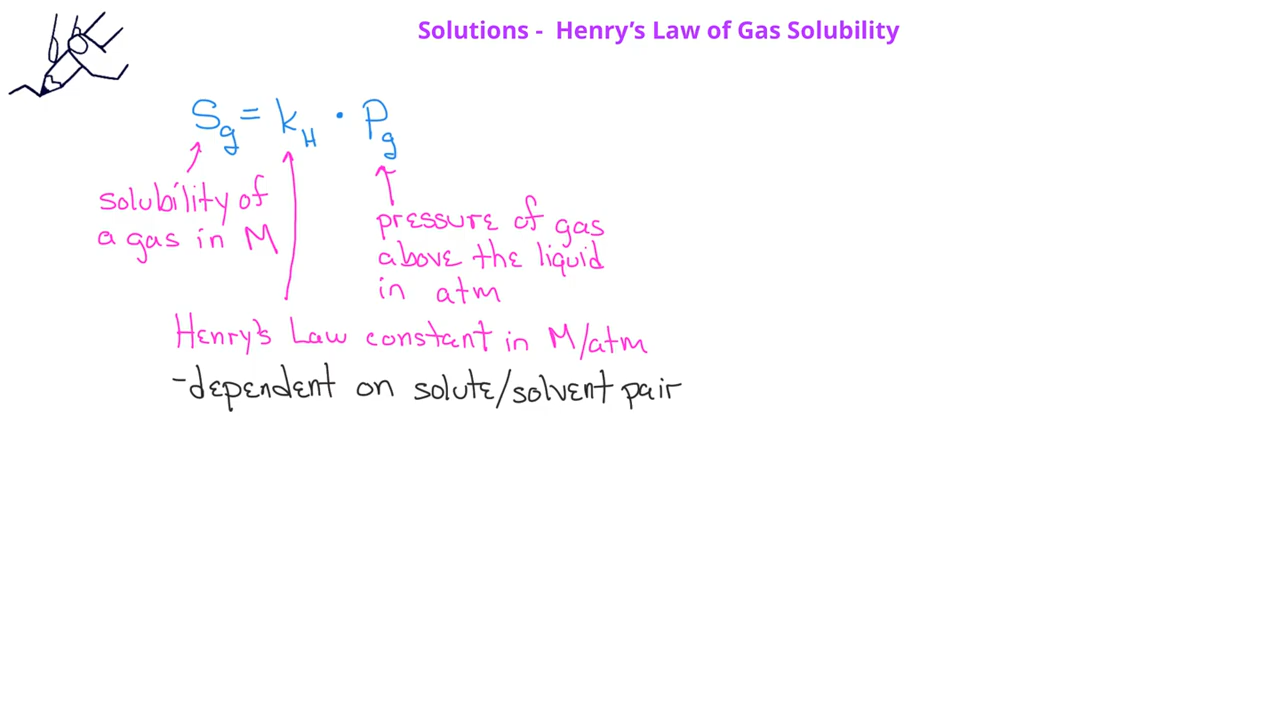 Solutions - Henry's Law of Gas Solubility
Sg = kH · Pg
solubility of
a gas in M
pressure of gas
above the liquid
in atm
Henry's Law constant in M/atm
-dependent on solute/solvent pair